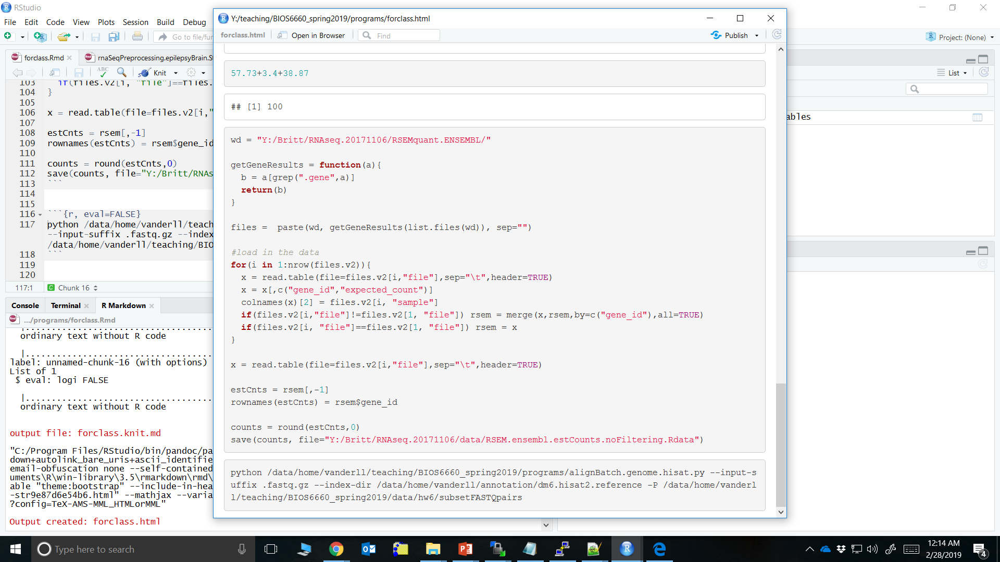 RStudio
File Edit Code View Plots Session Build Debug
Go to file/fur
Project: (None)
forclass.Rmd
rnaSeqPreprocessing.epilepsyBrain.St
ABC
Knit
103 if(files.v2[i, "file"]==files.
104 }
105
106 x = read.table(file=files.v2[i,"
107
108 estCnts = rsem[,-1]
109 rownames(estCnts) = rsem$gene_id
110
111 counts = round(estCnts,0)
112 save(counts, file="Y:/Britt/RNAs
113 ```
114
115
116 ```{r, eval=FALSE}
117 python /data/home/vanderll/teach
--input-suffix .fastq.gz --index
/data/home/vanderll/teaching/BIO
118 ```
119
120
117:1 Chunk 16
Console Terminal R Markdown
.../programs/forclass.Rmd
|.....................................
ordinary text without R code
|.....................................
label: unnamed-chunk-16 (with options)
List of 1
$ eval: logi FALSE
|.....................................
ordinary text without R code
output file: forclass.knit.md
"C:/Program Files/RStudio/bin/pandoc/pa
down+autolink_bare_uris+ascii_identifie
email-obfuscation none --self-contained
uments\R\win-library\3.5\rmarkdown\rmd\
able "theme:bootstrap" --include-in-hea
-str9e87d6e54b6.html" --mathjax --varia
?config=TeX-AMS-MML_HTMLorMML"
Output created: forclass.html
Y:/teaching/BIOS6660_spring2019/programs/forclass.html
forclass.html Open in Browser Find Publish
57.73+3.4+38.87
## [1] 100
wd = "Y:/Britt/RNAseq.20171106/RSEMquant.ENSEMBL/"
getGeneResults = function(a){
b = a[grep(".gene",a)]
return(b)
}
files =  paste(wd, getGeneResults(list.files(wd)), sep="")
#load in the data
for(i in 1:nrow(files.v2)){
x = read.table(file=files.v2[i,"file"],sep="\t",header=TRUE)
x = x[,c("gene_id","expected_count")]
colnames(x)[2] = files.v2[i, "sample"]
if(files.v2[i,"file"]!=files.v2[1, "file"]) rsem = merge(x,rsem,by=c("gene_id"),all=TRUE)
if(files.v2[i, "file"]==files.v2[1, "file"]) rsem = x
}
x = read.table(file=files.v2[i,"file"],sep="\t",header=TRUE)
estCnts = rsem[,-1]
rownames(estCnts) = rsem$gene_id
counts = round(estCnts,0)
save(counts, file="Y:/Britt/RNAseq.20171106/data/RSEM.ensembl.estCounts.noFiltering.Rdata")
python /data/home/vanderll/teaching/BIOS6660_spring2019/programs/alignBatch.genome.hisat.py --input-s
uffix .fastq.gz --index-dir /data/home/vanderll/annotation/dm6.hisat2.reference -P /data/home/vanderl
l/teaching/BIOS6660_spring2019/data/hw6/subsetFASTQpairs
List
ables
Type here to search
12:14 AM
2/28/2019
4